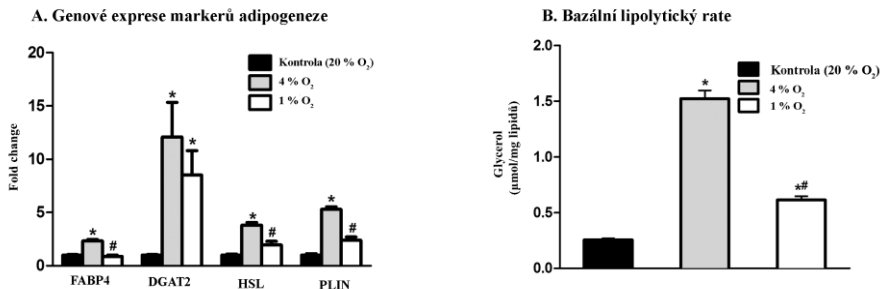 A. Genové exprese markerů adipogeneze
20
15
10
5
0
Fold change
Kontrola (20 % O2)
4 % O2
1 % O2
*
#
*
*
*
#
*
#
FABP4
DGAT2
HSL
PLIN
B. Bazální lipolytický rate
2.0
1.5
1.0
0.5
0.0
Glycerol
(μmol/mg lipidů)
Kontrola (20 % O2)
4 % O2
1 % O2
*
*#